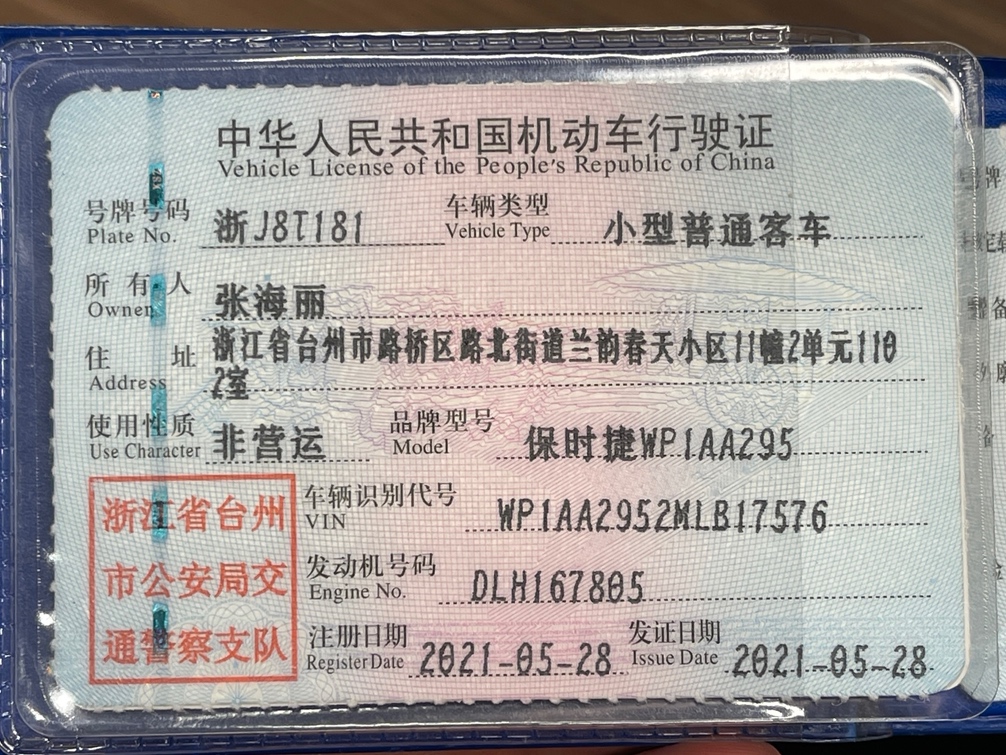 中华人民共和国机动车行驶证
Vehicle License of the People's Republic of China
号牌号码 浙J8T181 车辆类型 小型普通客车
Plate No. Vehicle Type
所有人 张海丽
Owner
住址 浙江省台州市路桥区路北街道兰韵春天小区11幢2单元110
Address 2室
使用性质 非营运 品牌型号 保时捷WP1AA295
Use Character Model
浙江省台州
市公安局交
通警察支队
车辆识别代号 WP1AA2952MLB17576
VIN
发动机号码 DLH167805
Engine No.
注册日期 2021-05-28 发证日期 2021-05-28
Register Date Issue Date